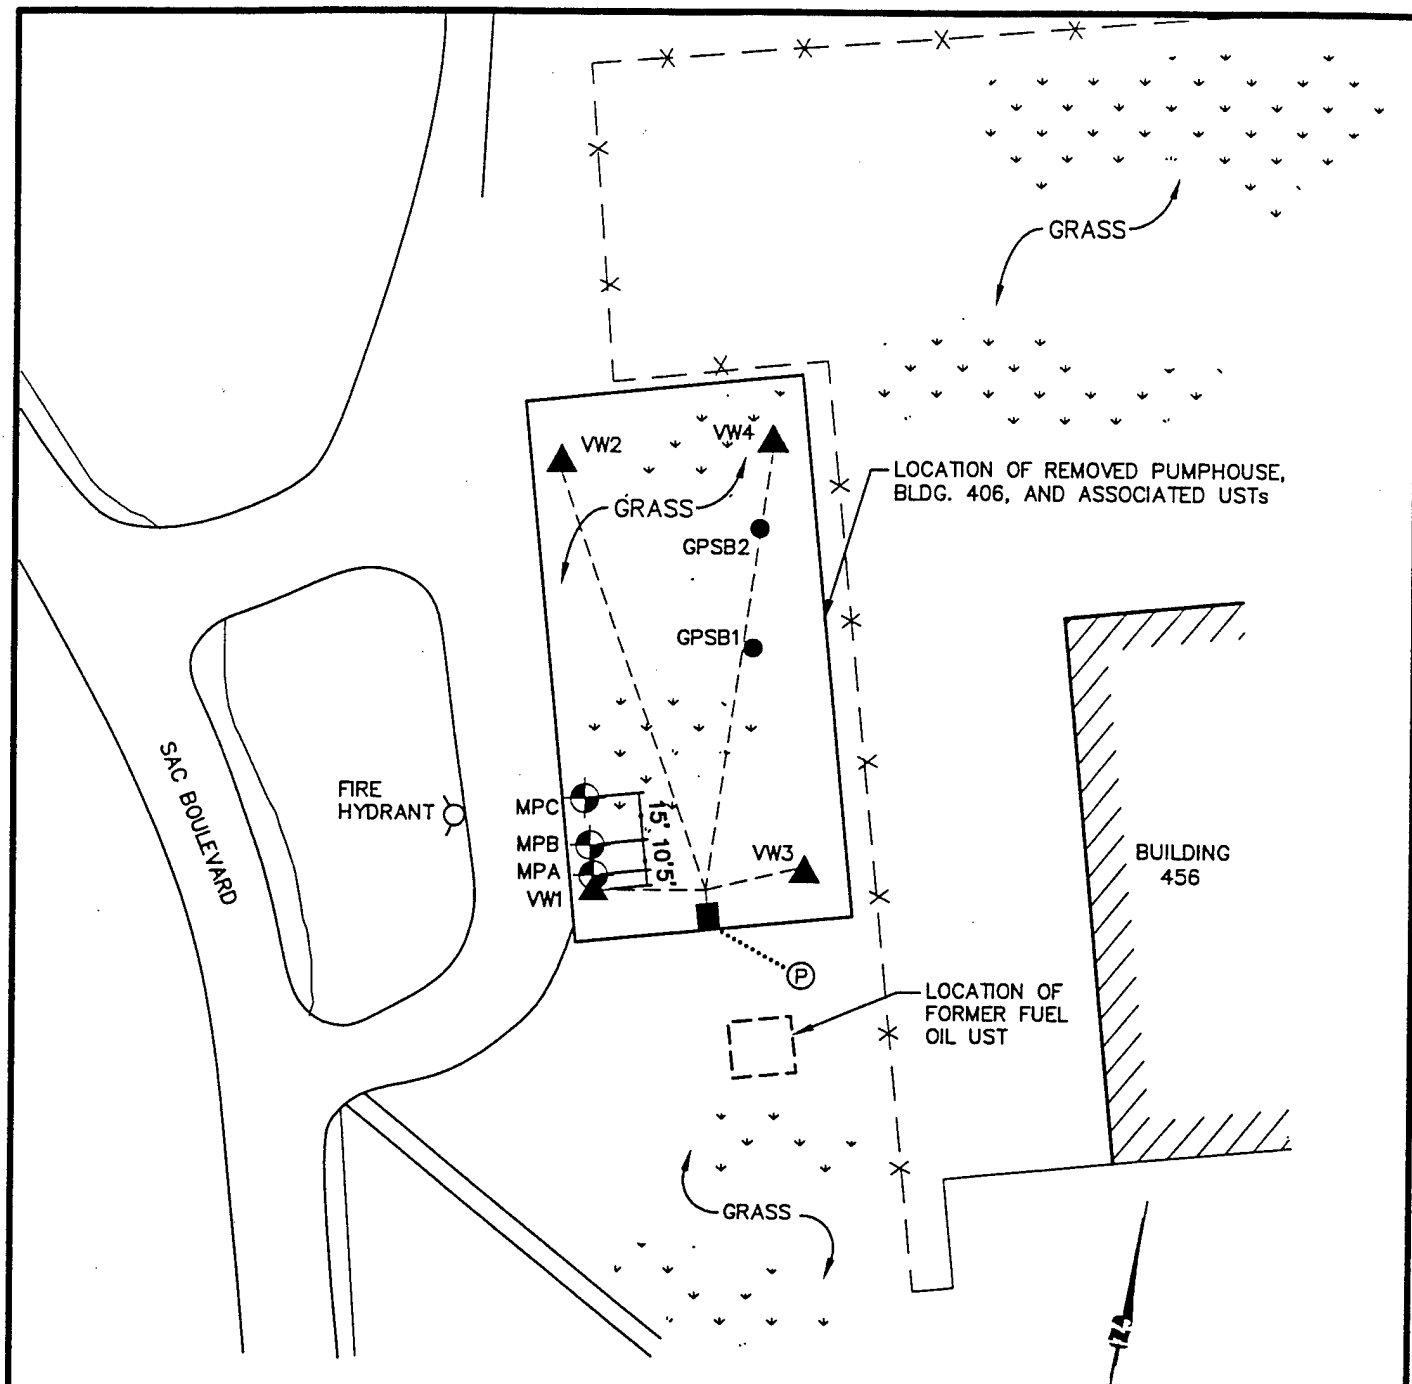 GRASS
VW2
VW4
LOCATION OF REMOVED PUMPHOUSE,
BLDG. 406, AND ASSOCIATED USTs
GRASS
GPSB2
GPSB1
SAC BOULEVARD
FIRE
HYDRANT
MPC
MPB
MPA
VW1
15'
10'
5'
VW3
BUILDING
456
P
LOCATION OF
FORMER FUEL
OIL UST
GRASS